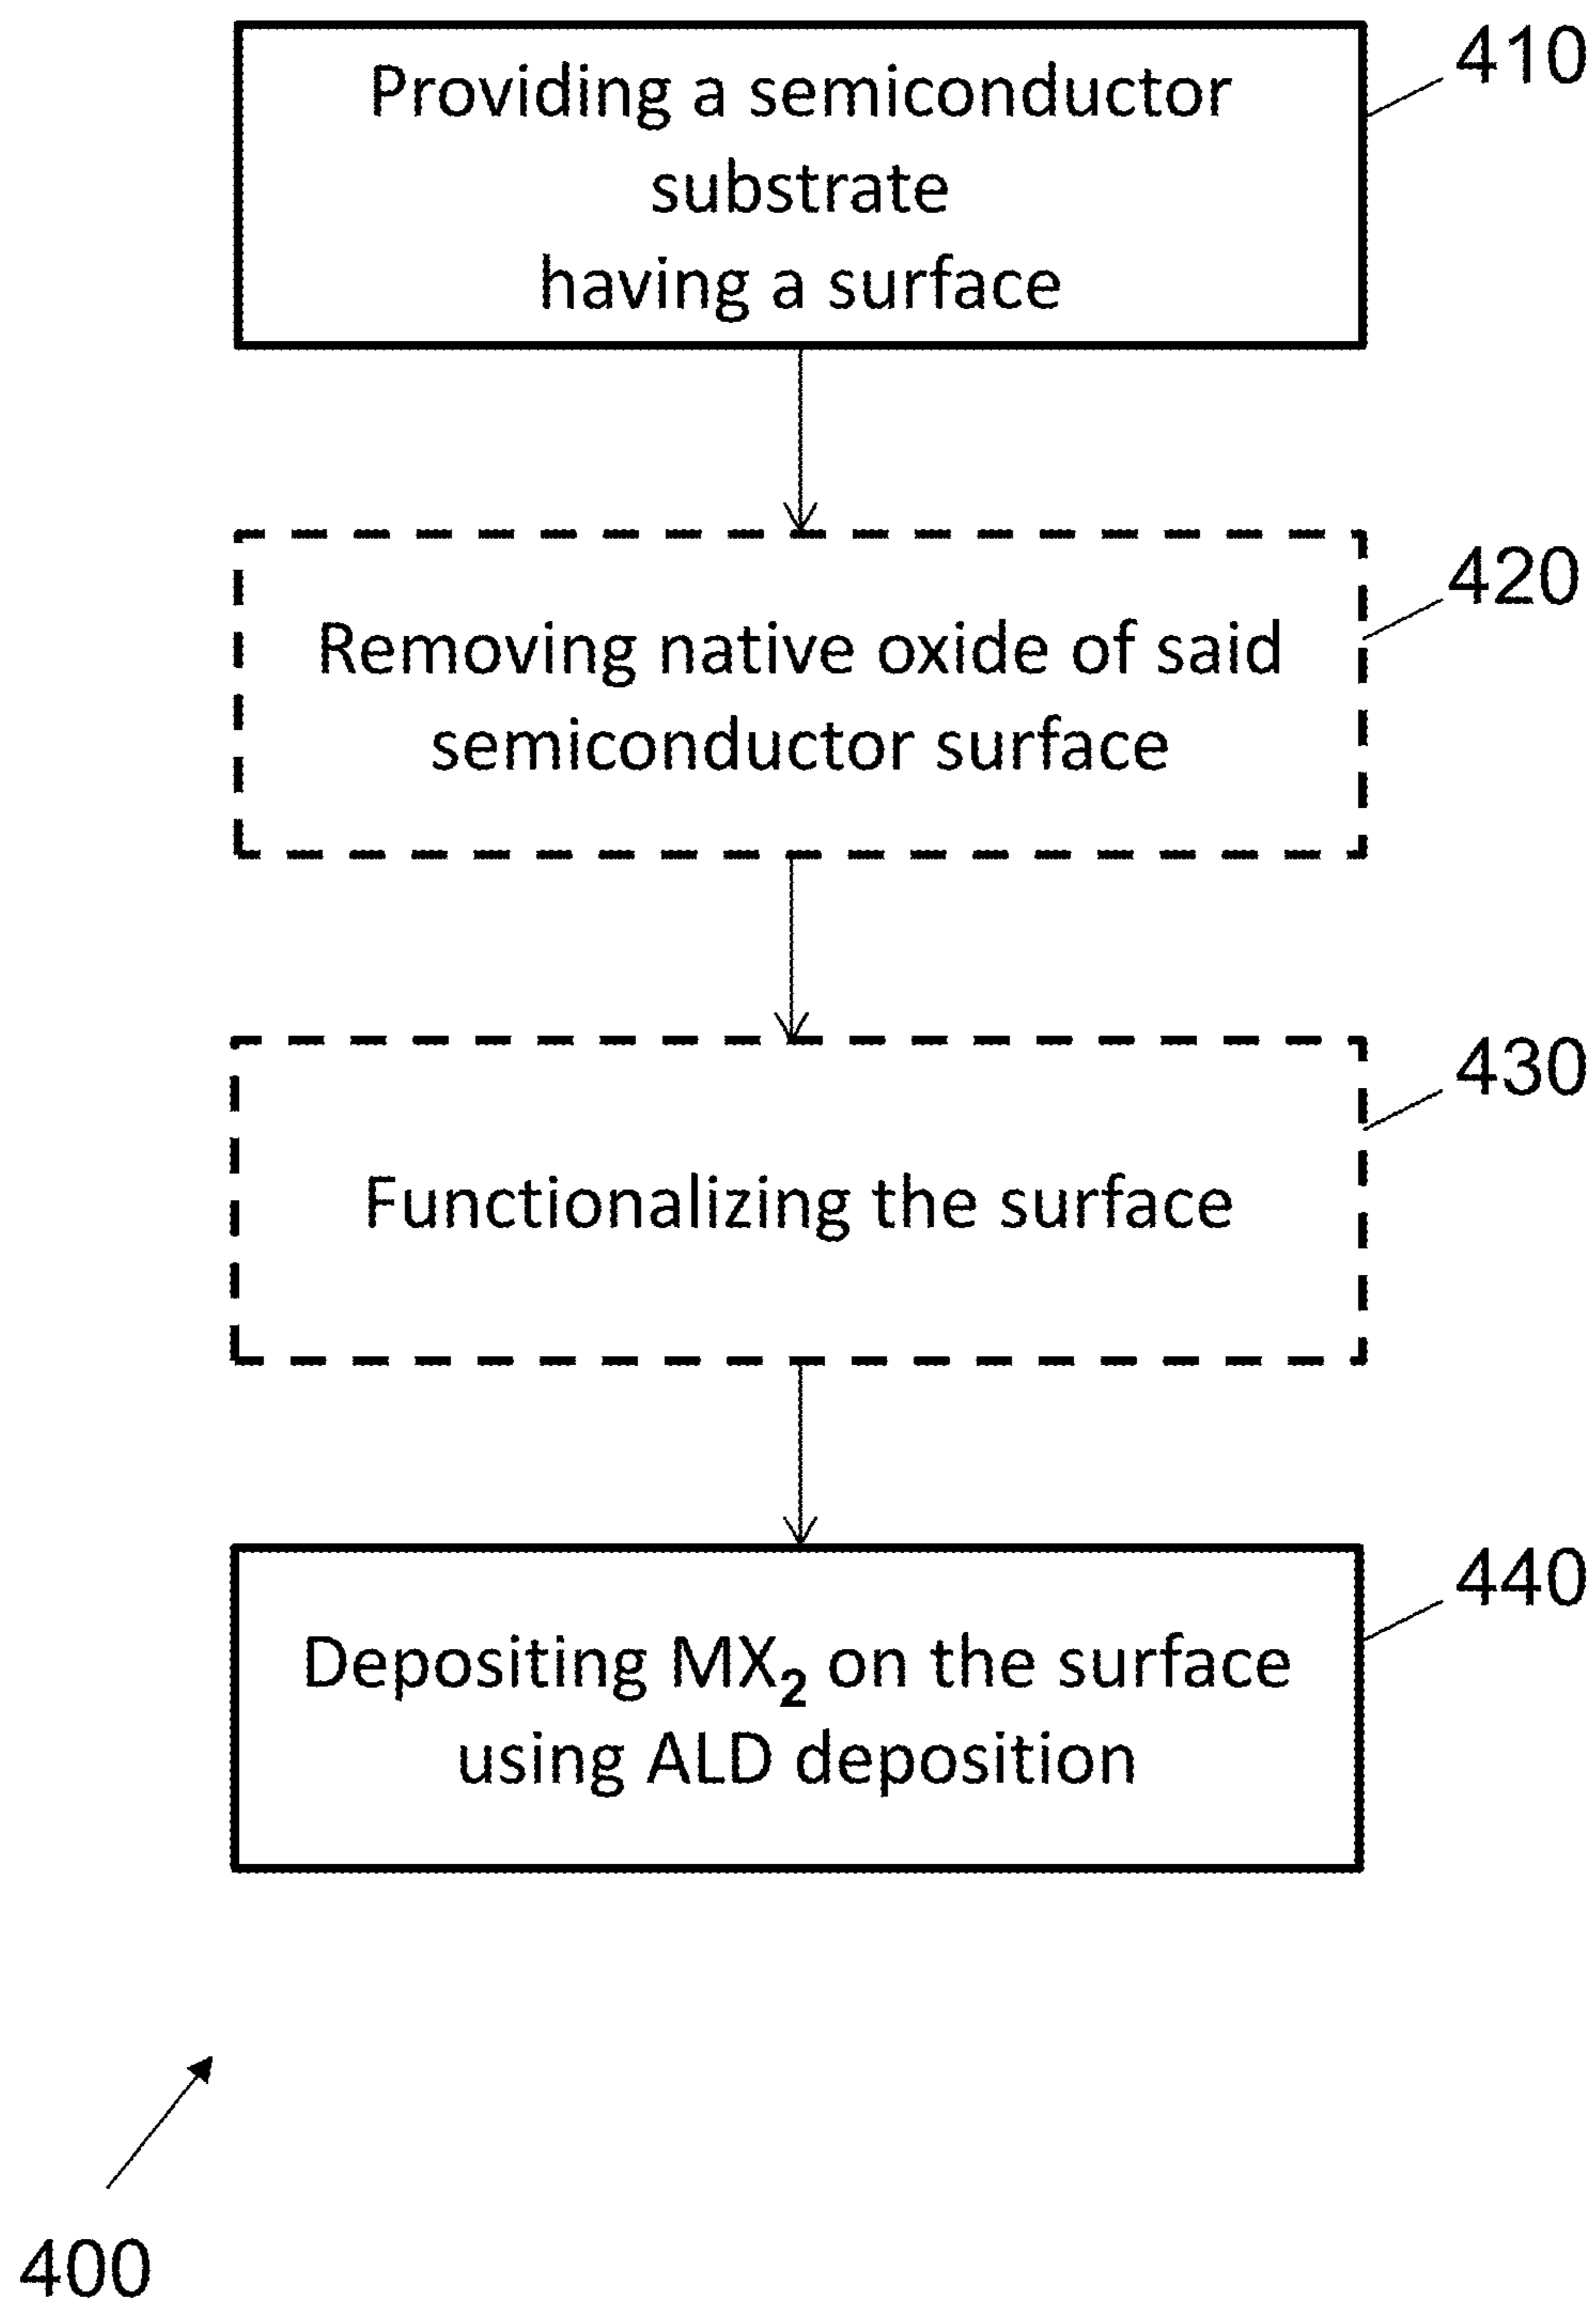 Providing a semiconductor
substrate
having a surface
410
Removing native oxide of said
semiconductor surface
420
Functionalizing the surface
430
Depositing MX₂ on the surface
using ALD deposition
440
400